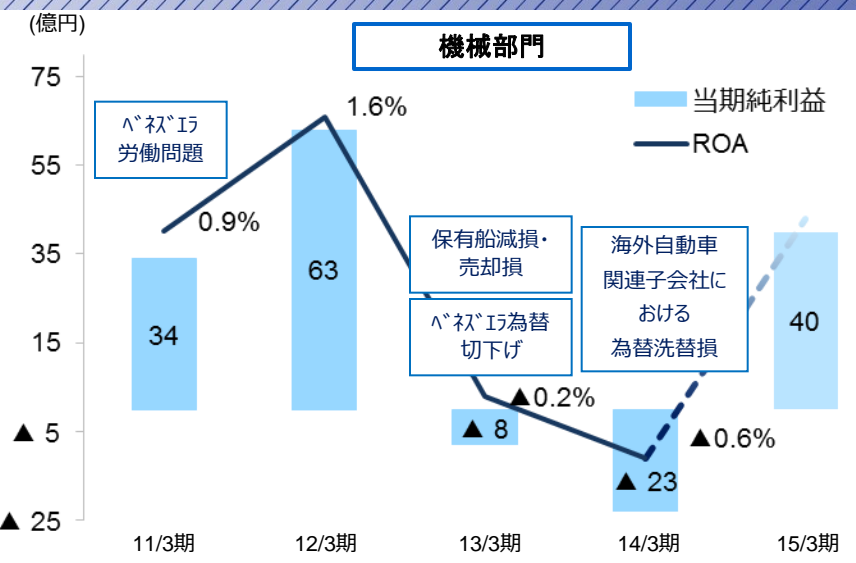 (億円)
機械部門
75
55
35
15
▲ 5
▲ 25
当期純利益
ROA
ﾍﾞﾈｽﾞｴﾗ
労働問題
1.6%
0.9%
保有船減損・
売却損
ﾍﾞﾈｽﾞｴﾗ為替
切下げ
海外自動車
関連子会社に
おける
為替洗替損
34
63
40
▲0.2%
▲ 8
▲0.6%
▲ 23
11/3期
12/3期
13/3期
14/3期
15/3期